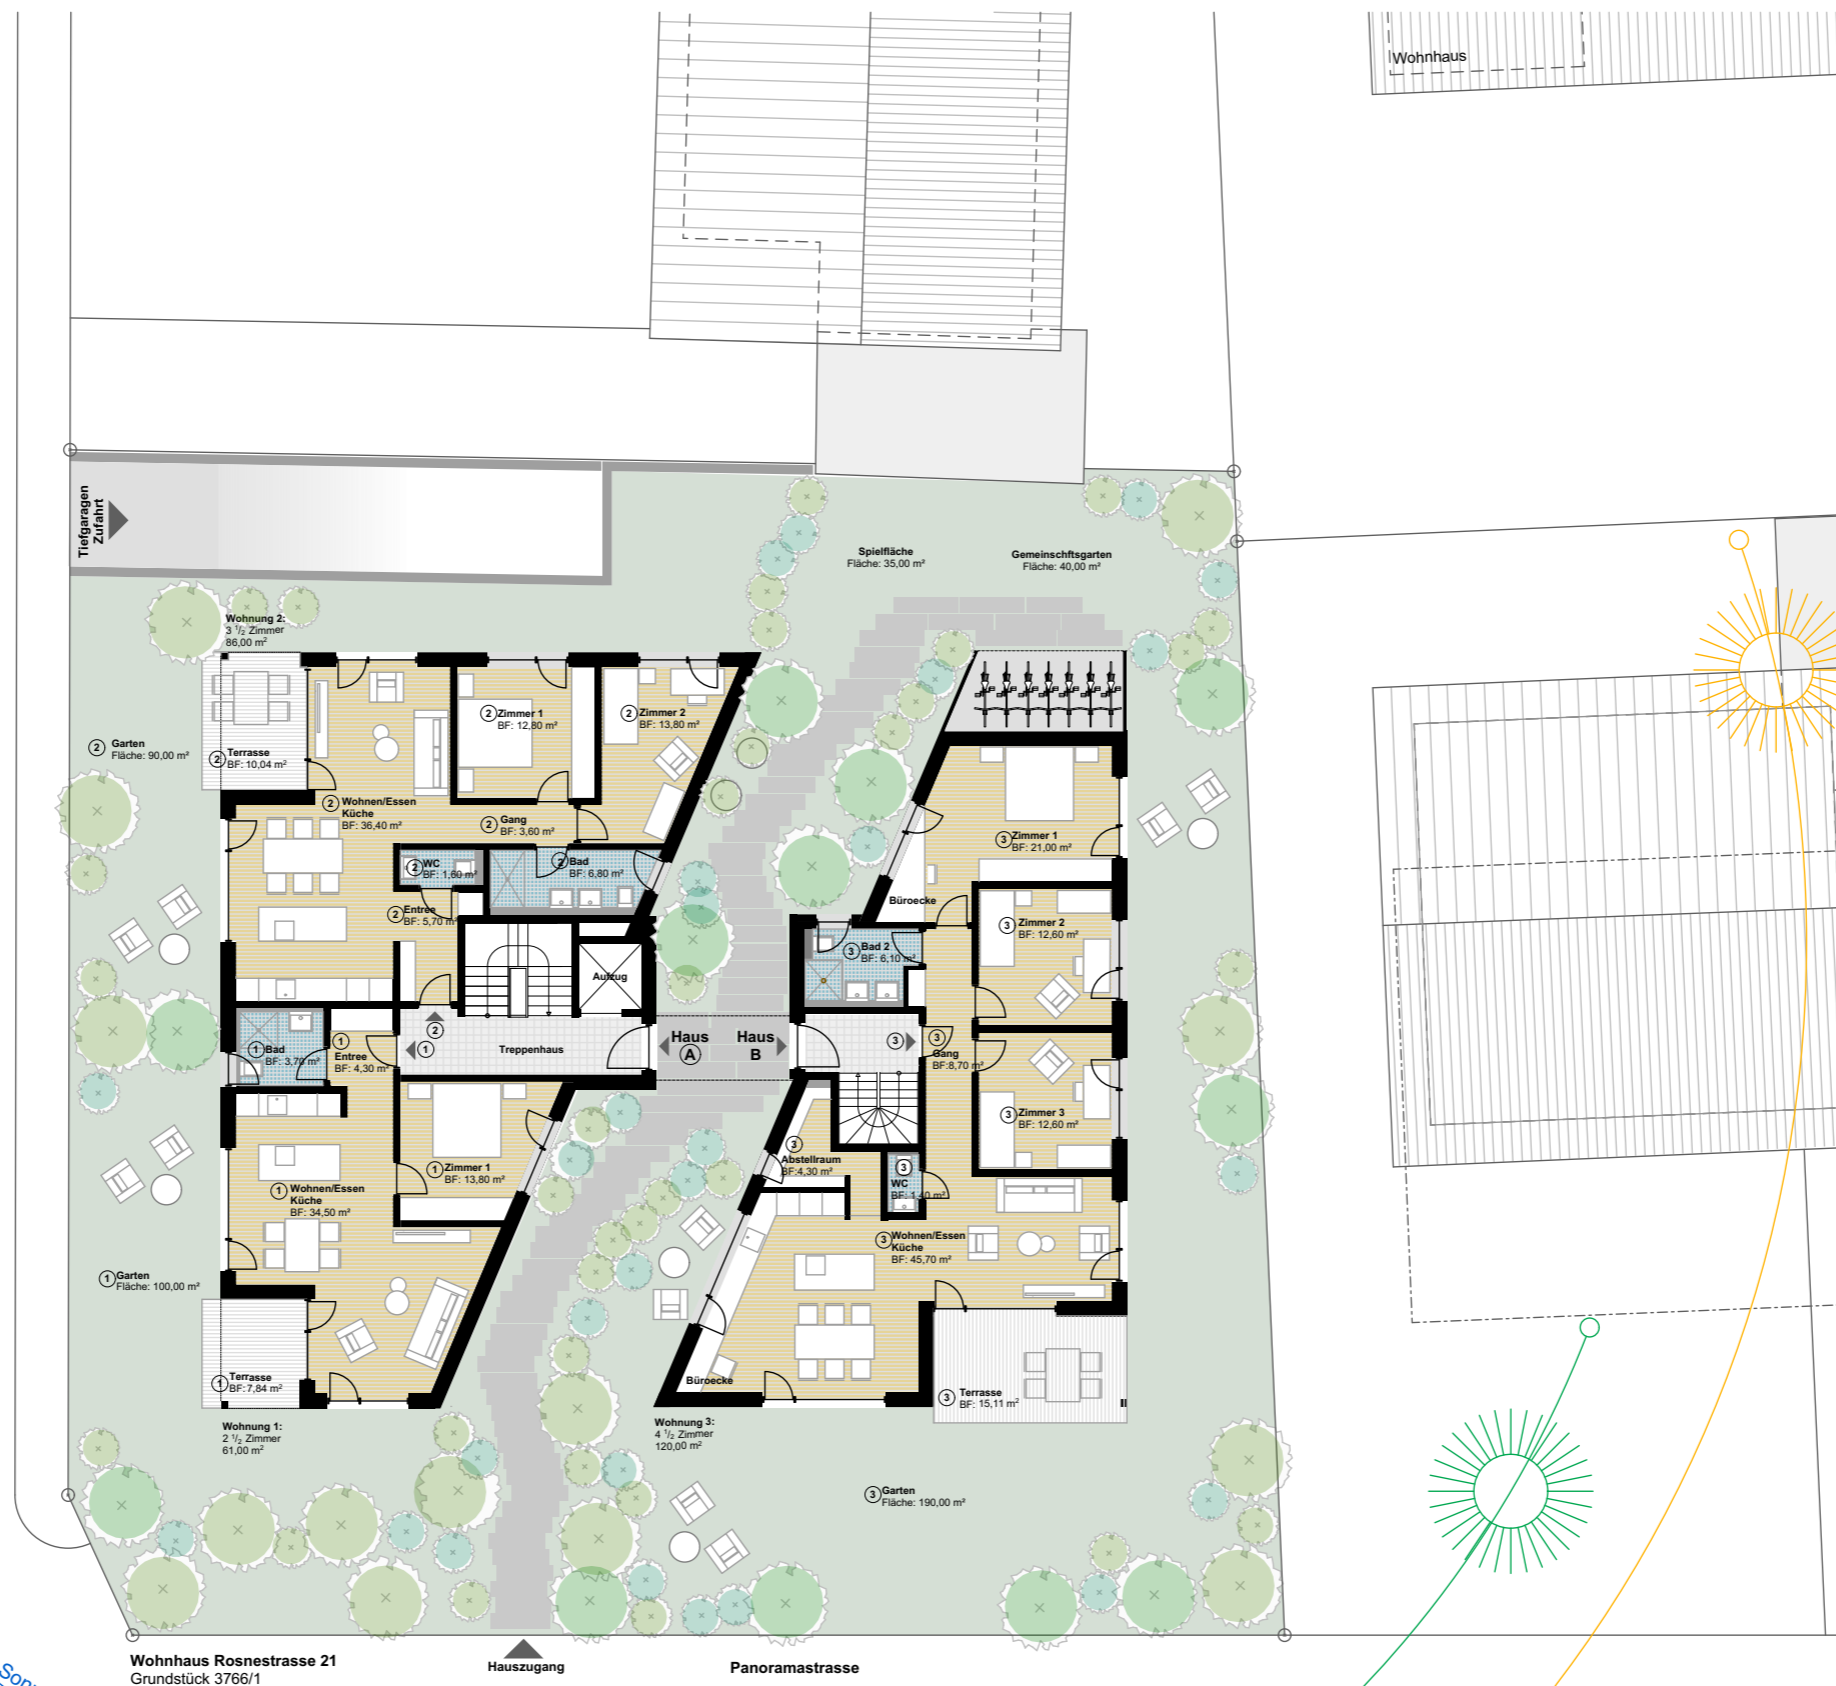 Wohnhaus
Tiefgaragen
Zufahrt
Spielfläche
Fläche: 35,00 m²
Gemeinschftsgarten
Fläche: 40,00 m²
Wohnung 2:
3 1/2 Zimmer
86,00 m²
2 Garten
Fläche: 90,00 m²
2 Terrasse
BF: 10,04 m²
2 Zimmer 1
BF: 12,80 m²
2 Zimmer 2
BF: 13,80 m²
2 Wohnen/Essen
Küche
BF: 36,40 m²
2 Gang
BF: 3,60 m²
2 WC
BF: 1,60 m²
2 Bad
BF: 6,80 m²
2 Entree
BF: 5,70 m²
Aufzug
2
1
Treppenhaus
Haus
A
Haus
B
3
1 Bad
BF: 3,70 m²
1
Entree
BF: 4,30 m²
1 Zimmer 1
BF: 13,80 m²
1 Wohnen/Essen
Küche
BF: 34,50 m²
1 Garten
Fläche: 100,00 m²
1 Terrasse
BF: 7,84 m²
Wohnung 1:
2 1/2 Zimmer
61,00 m²
3 Zimmer 1
BF: 21,00 m²
Büroecke
3 Zimmer 2
BF: 12,60 m²
3 Bad 2
BF: 6,10 m²
3
Gang
BF:8,70 m²
3 Zimmer 3
BF: 12,60 m²
3
Abstellraum
BF:4,30 m²
3
WC
BF: 1,40 m²
3 Wohnen/Essen
Küche
BF: 45,70 m²
Büroecke
3 Terrasse
BF: 15,11 m²
Wohnung 3:
4 1/2 Zimmer
120,00 m²
3 Garten
Fläche: 190,00 m²
Wohnhaus Rosnestrasse 21
Grundstück 3766/1
Hauszugang
Panoramastrasse